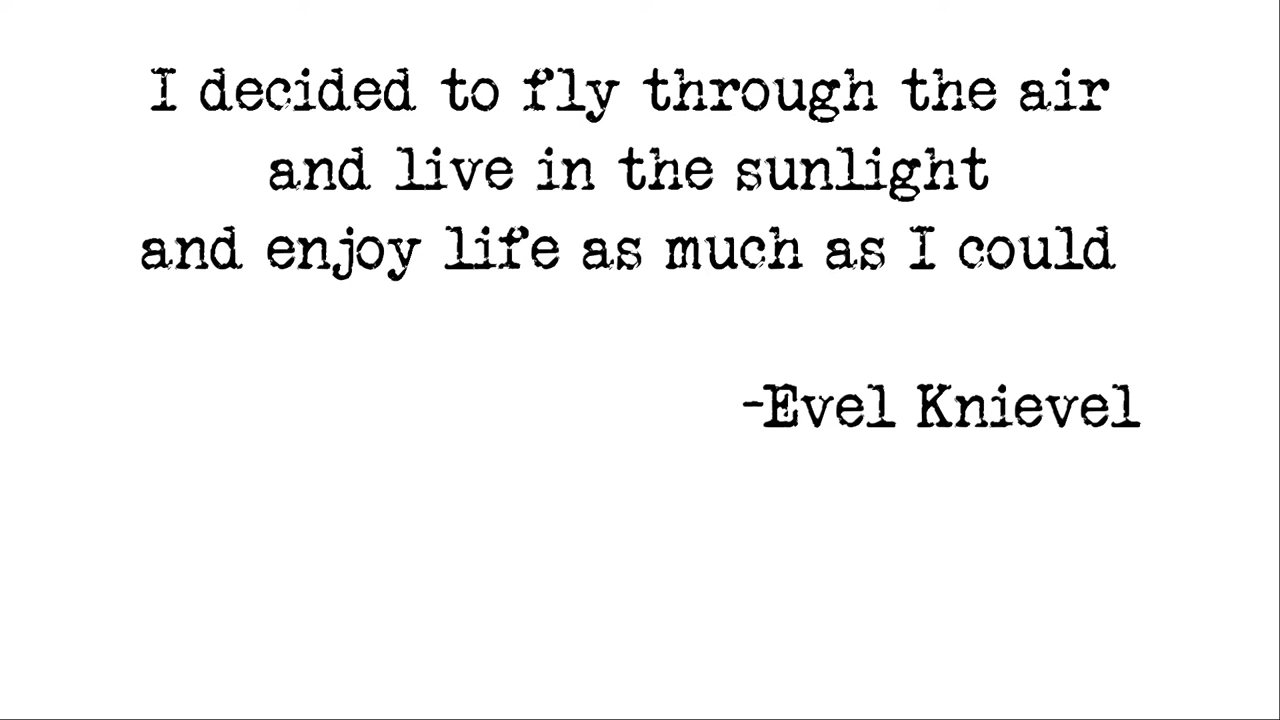 I decided to fly through the air
and live in the sunlight
and enjoy life as much as I could
-Evel Knievel